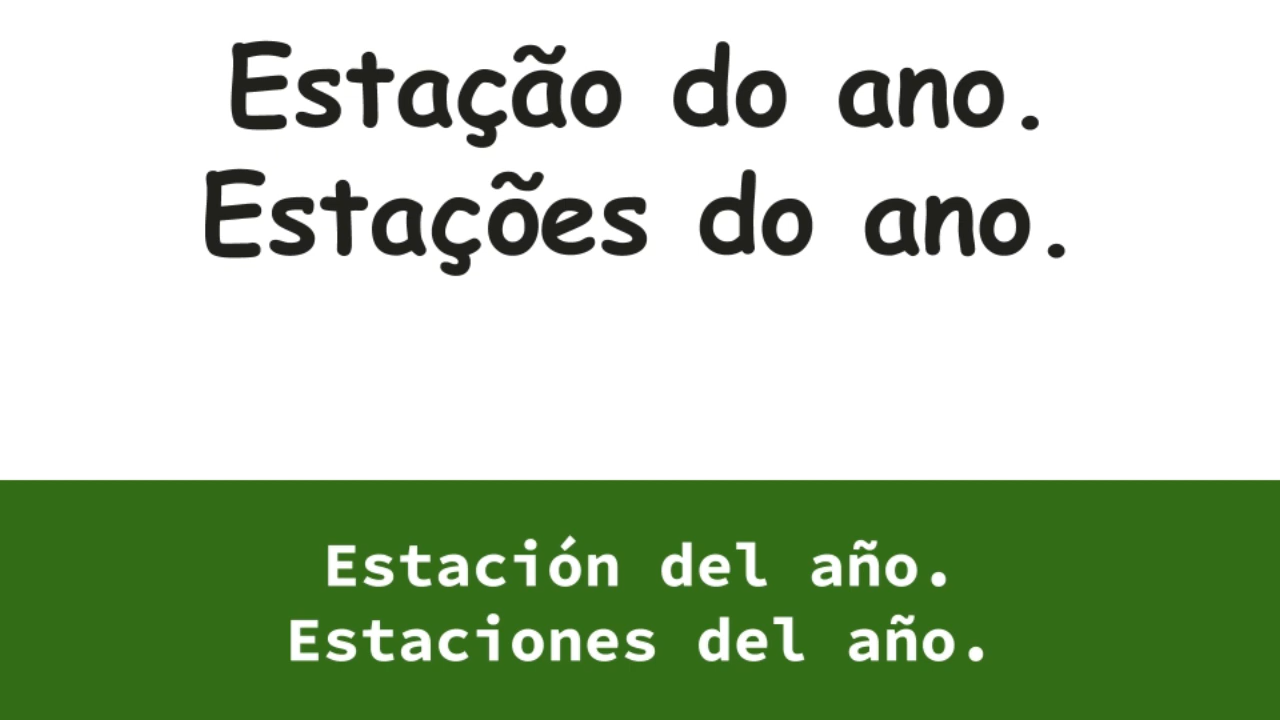 Estação do ano.
Estações do ano.
Estación del año.
Estaciones del año.